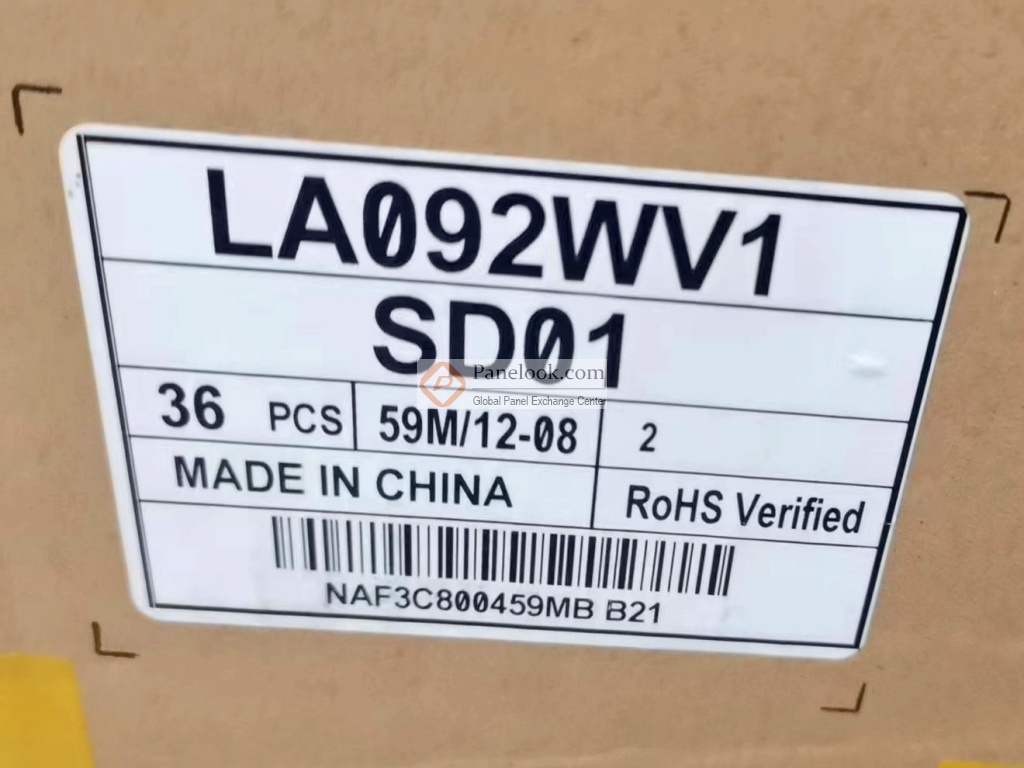 LA092WV1
SD01
Panelook.com
Global Panel Exchange Center
36 PCS 59M/12-08 2
MADE IN CHINA RoHS Verified
NAF3C800459MB B21